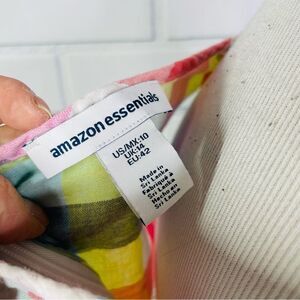 amazon essentials
US/MX:10
UK:14
EU:42
Made in
Sri Lanka
Fabriqué à
Sri Lanka
Hecho en
Sri Lanka